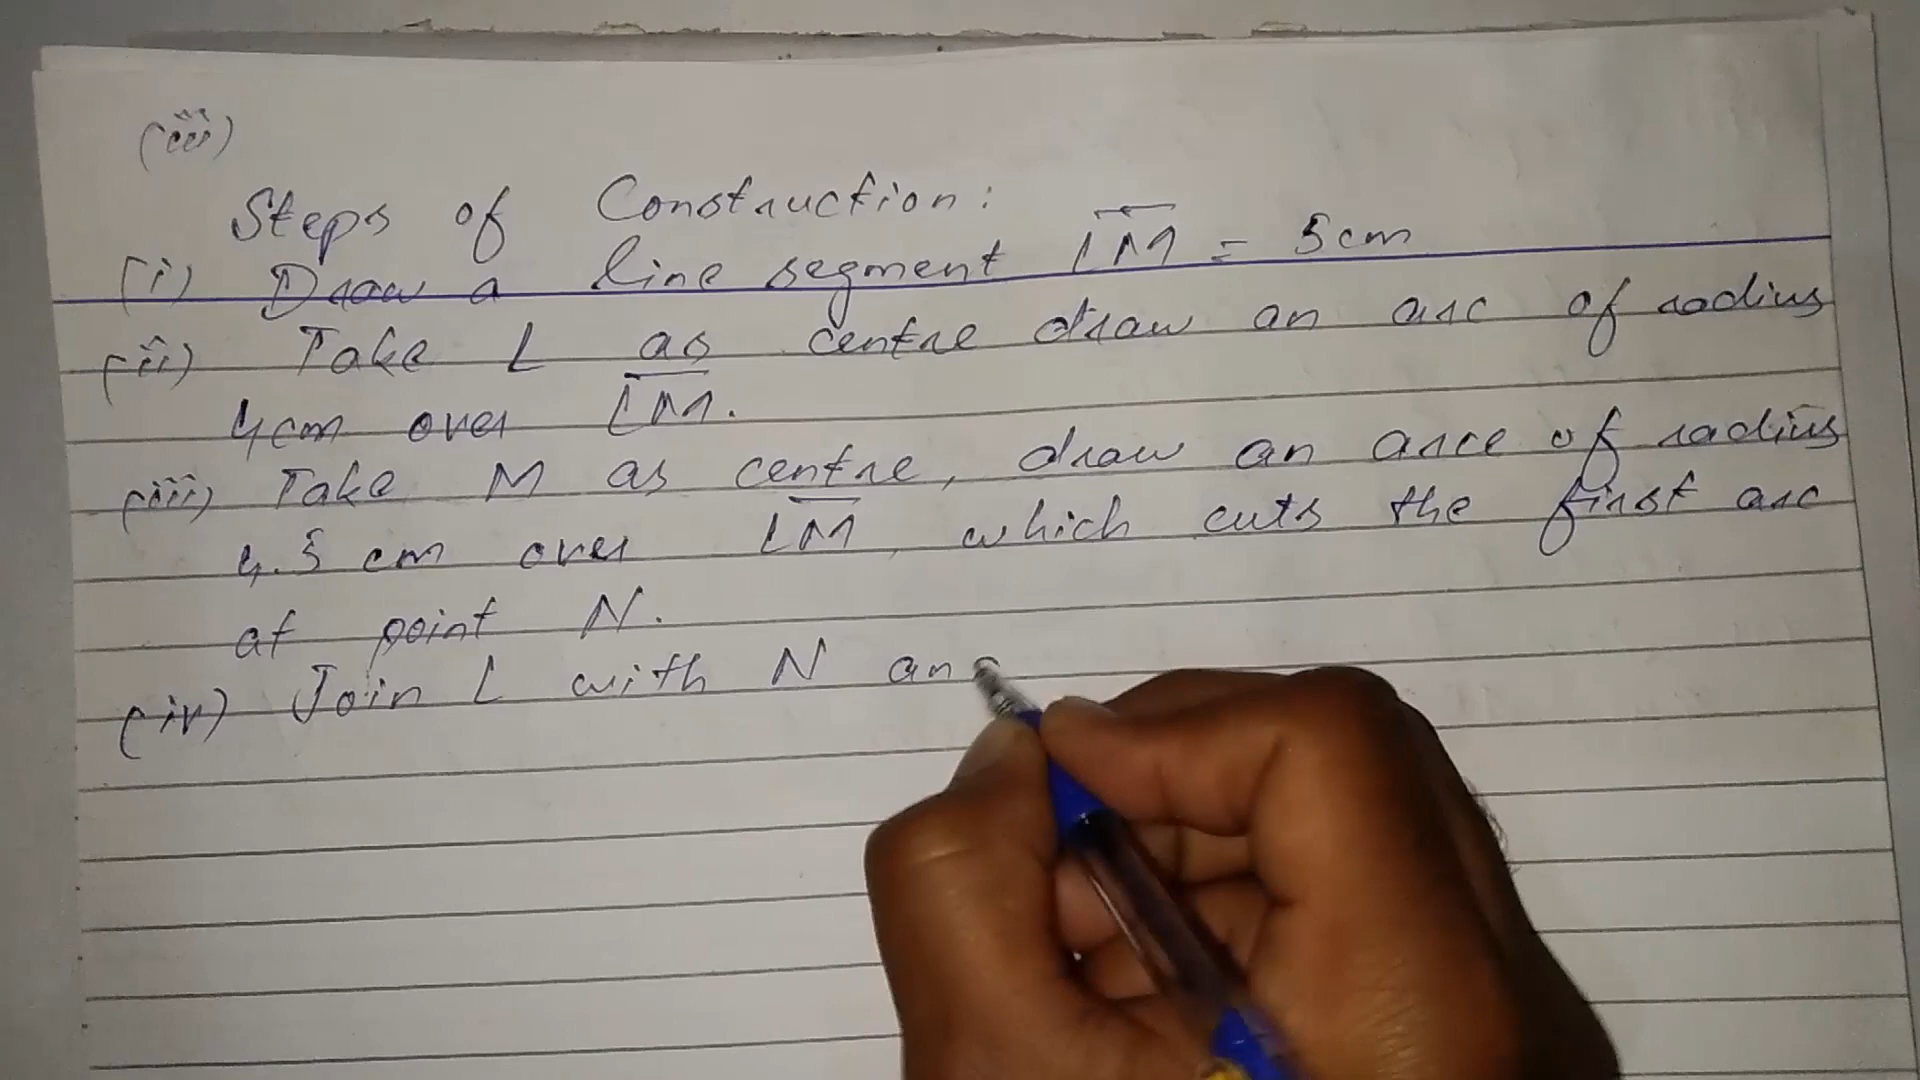 (iii)
Steps of Construction:
(i) Draw a line segment LM = 5cm
(ii) Take L as centre draw an arc of radius
4cm over LM.
(iii) Take M as centre, draw an arce of radius
4.5 cm over LM, which cuts the first arc
at point N.
(iv) Join L with N an